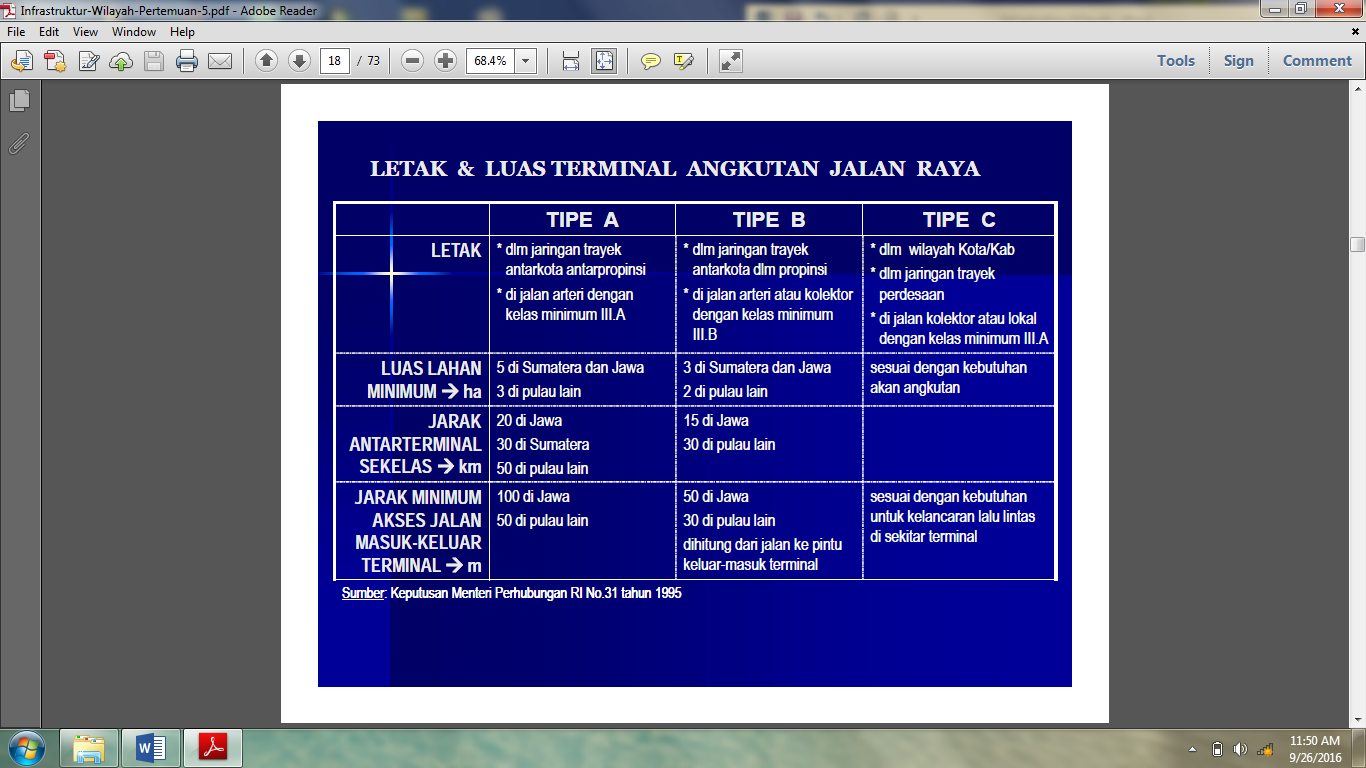 Infrastruktur-Wilayah-Pertemuan-5.pdf - Adobe Reader
File Edit View Window Help
18 / 73 68.4% Tools Sign Comment
LETAK & LUAS TERMINAL ANGKUTAN JALAN RAYA
TIPE A TIPE B TIPE C
LETAK
* dlm jaringan trayek
antarkota antarpropinsi
* di jalan arteri dengan
kelas minimum III.A
* dlm jaringan trayek
antarkota dlm propinsi
* di jalan arteri atau kolektor
dengan kelas minimum
III.B
* dlm wilayah Kota/Kab
* dlm jaringan trayek
perdesaan
* di jalan kolektor atau lokal
dengan kelas minimum III.A
LUAS LAHAN
MINIMUM → ha
5 di Sumatera dan Jawa
3 di pulau lain
3 di Sumatera dan Jawa
2 di pulau lain
sesuai dengan kebutuhan
akan angkutan
JARAK
ANTARTERMINAL
SEKELAS → km
20 di Jawa
30 di Sumatera
50 di pulau lain
15 di Jawa
30 di pulau lain
JARAK MINIMUM
AKSES JALAN
MASUK-KELUAR
TERMINAL → m
100 di Jawa
50 di pulau lain
50 di Jawa
30 di pulau lain
dihitung dari jalan ke pintu
keluar-masuk terminal
sesuai dengan kebutuhan
untuk kelancaran lalu lintas
di sekitar terminal
Sumber: Keputusan Menteri Perhubungan RI No.31 tahun 1995
11:50 AM
9/26/2016